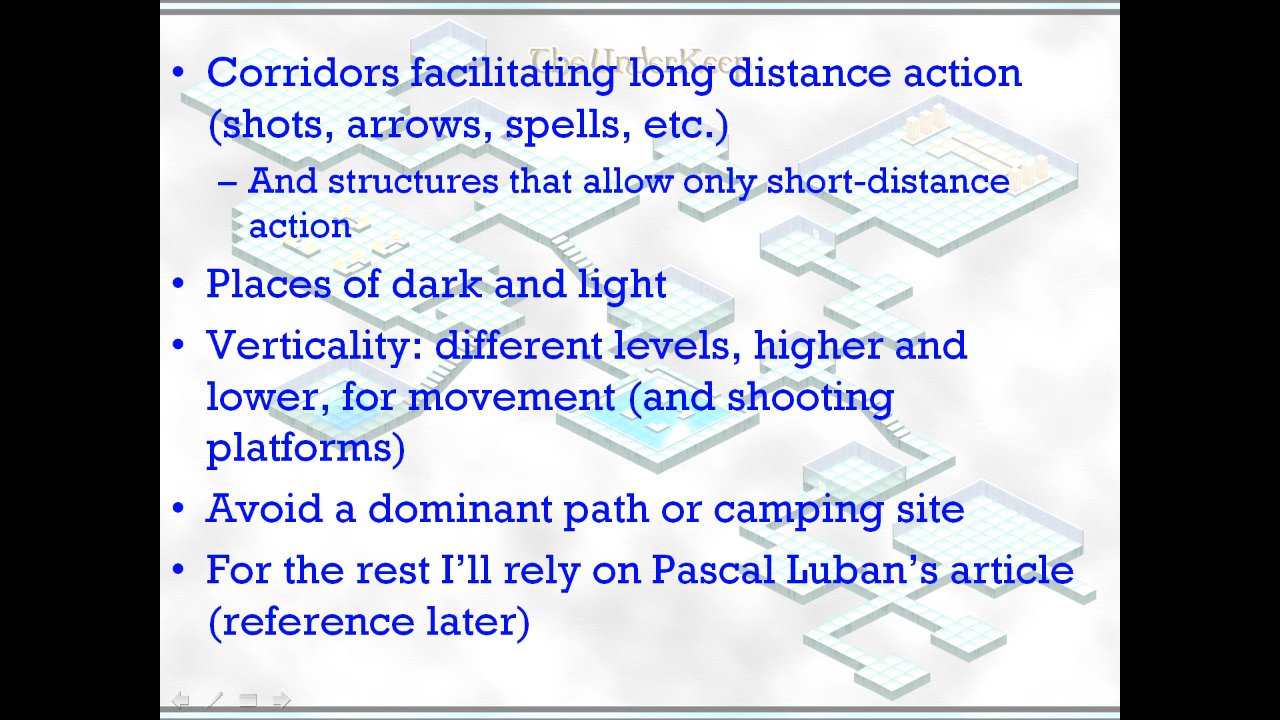 The UnderKeep
• Corridors facilitating long distance action
(shots, arrows, spells, etc.)
– And structures that allow only short-distance
action
• Places of dark and light
• Verticality: different levels, higher and
lower, for movement (and shooting
platforms)
• Avoid a dominant path or camping site
• For the rest I’ll rely on Pascal Luban’s article
(reference later)